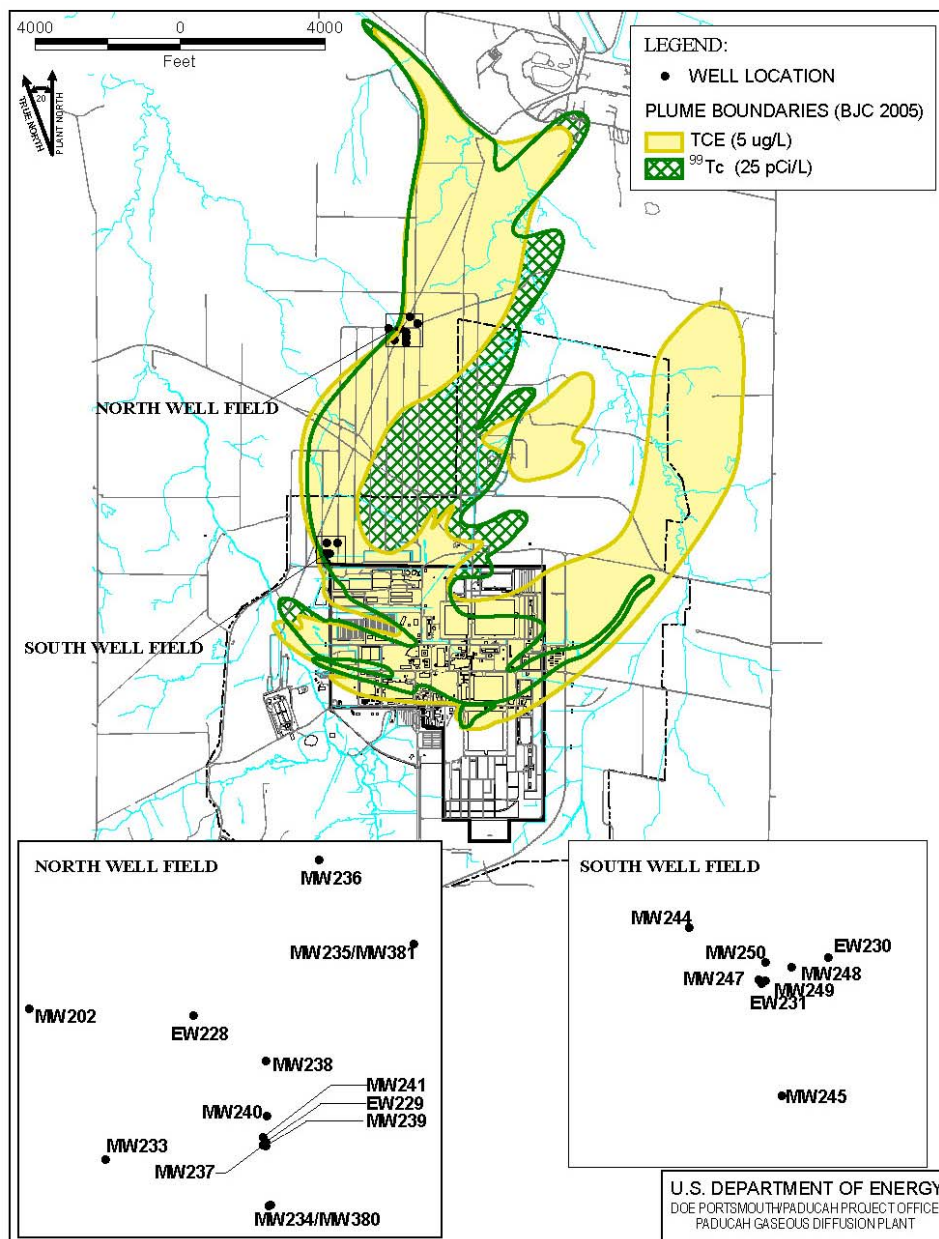 4000 0 4000
Feet
TRUE NORTH
20
PLANT NORTH
LEGEND:
WELL LOCATION
PLUME BOUNDARIES (BJC 2005)
TCE (5 ug/L)
99Tc (25 pCi/L)
NORTH WELL FIELD
SOUTH WELL FIELD
NORTH WELL FIELD
MW236
MW235/MW381
MW202
EW228
MW238
MW241
EW229
MW240
MW239
MW233
MW237
MW234/MW380
SOUTH WELL FIELD
MW244
EW230
MW250
MW248
MW247
MW249
EW231
MW245
U.S. DEPARTMENT OF ENERGY
DOE PORTSMOUTH/PADUCAH PROJECT OFFICE
PADUCAH GASEOUS DIFFUSION PLANT